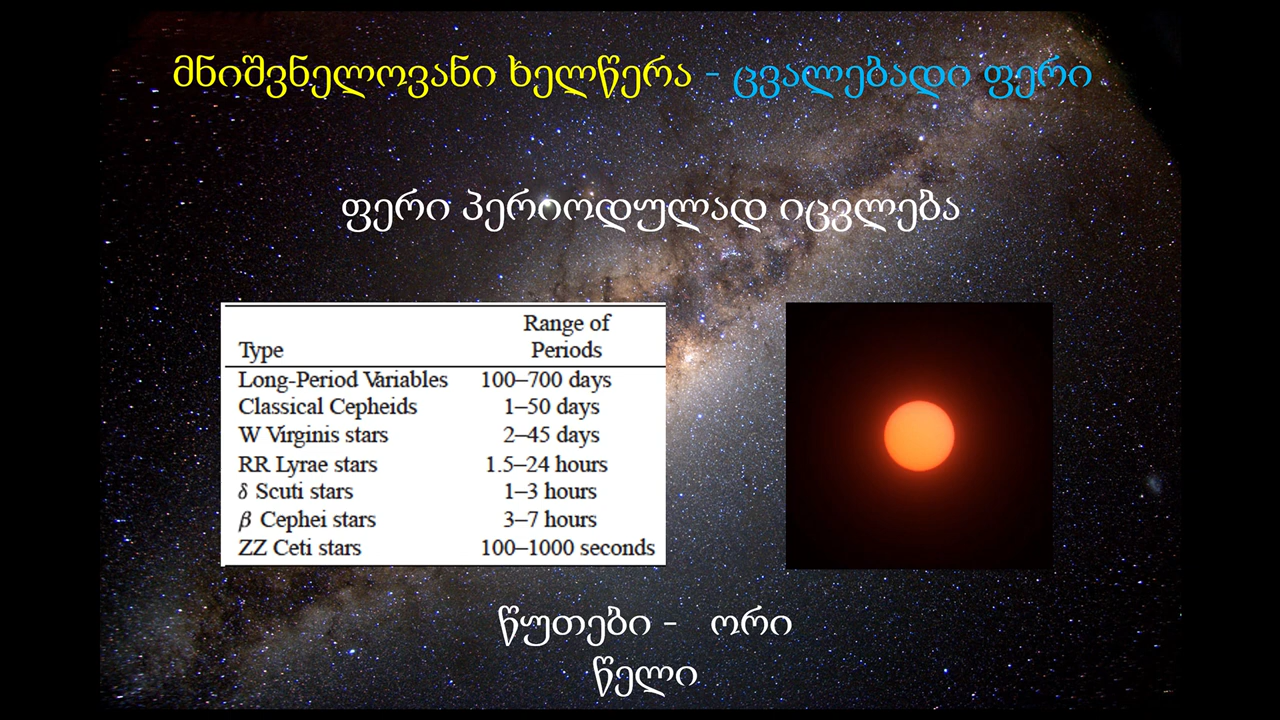 მნიშვნელოვანი ხელწერა - ცვალებადი ფერი
ფერი პერიოდულად იცვლება
Range of
Type Periods
Long-Period Variables 100–700 days
Classical Cepheids 1–50 days
W Virginis stars 2–45 days
RR Lyrae stars 1.5–24 hours
δ Scuti stars 1–3 hours
β Cephei stars 3–7 hours
ZZ Ceti stars 100–1000 seconds
წუთები - ორი
წელი